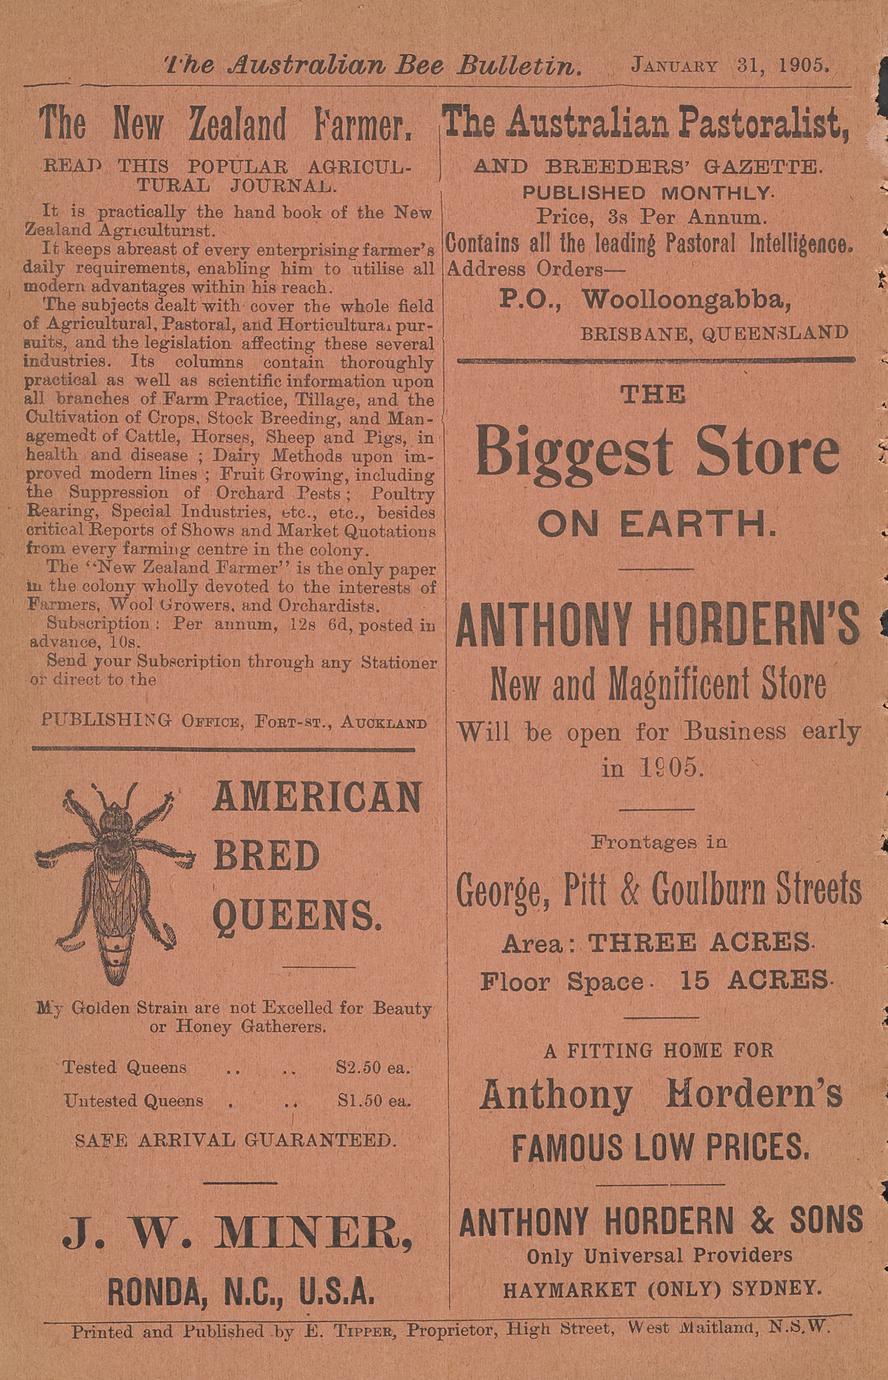 The Australian Bee Bulletin. JANUARY 31, 1905.
The New Zealand Farmer.
READ THIS POPULAR AGRICUL-
TURAL JOURNAL.
It is practically the hand book of the New
Zealand Agriculturist.
It keeps abreast of every enterprising farmer's
daily requirements, enabling him to utilise all
modern advantages within his reach.
The subjects dealt with cover the whole field
of Agricultural, Pastoral, and Horticultural pur-
suits, and the legislation affecting these several
industries. Its columns contain thoroughly
practical as well as scientific information upon
all branches of Farm Practice, Tillage, and the
Cultivation of Crops, Stock Breeding, and Man-
agemedt of Cattle, Horses, Sheep and Pigs, in
health and disease ; Dairy Methods upon im-
proved modern lines ; Fruit Growing, including
the Suppression of Orchard Pests ; Poultry
Rearing, Special Industries, etc., etc., besides
critical Reports of Shows and Market Quotations
from every farming centre in the colony.
The "New Zealand Farmer" is the only paper
in the colony wholly devoted to the interests of
Farmers, Wool Growers, and Orchardists.
Subscription : Per annum, 12s 6d, posted in
advance, 10s.
Send your Subscription through any Stationer
or direct to the
PUBLISHING OFFICE, FORT-ST., AUCKLAND
AMERICAN
BRED
QUEENS.
My Golden Strain are not Excelled for Beauty
or Honey Gatherers.
Tested Queens .. .. S2.50 ea.
Untested Queens . .. S1.50 ea.
SAFE ARRIVAL GUARANTEED.
J. W. MINER,
RONDA, N.C., U.S.A.
The Australian Pastoralist,
AND BREEDERS' GAZETTE.
PUBLISHED MONTHLY.
Price, 3s Per Annum.
Contains all the leading Pastoral Intelligence.
Address Orders—
P.O., Woolloongabba,
BRISBANE, QUEENSLAND
THE
Biggest Store
ON EARTH.
ANTHONY HORDERN'S
New and Magnificent Store
Will be open for Business early
in 1905.
Frontages in
George, Pitt & Goulburn Streets
Area: THREE ACRES.
Floor Space. 15 ACRES.
A FITTING HOME FOR
Anthony Hordern's
FAMOUS LOW PRICES.
ANTHONY HORDERN & SONS
Only Universal Providers
HAYMARKET (ONLY) SYDNEY.
Printed and Published by E. TIPPER, Proprietor, High Street, West Maitland, N.S.W.